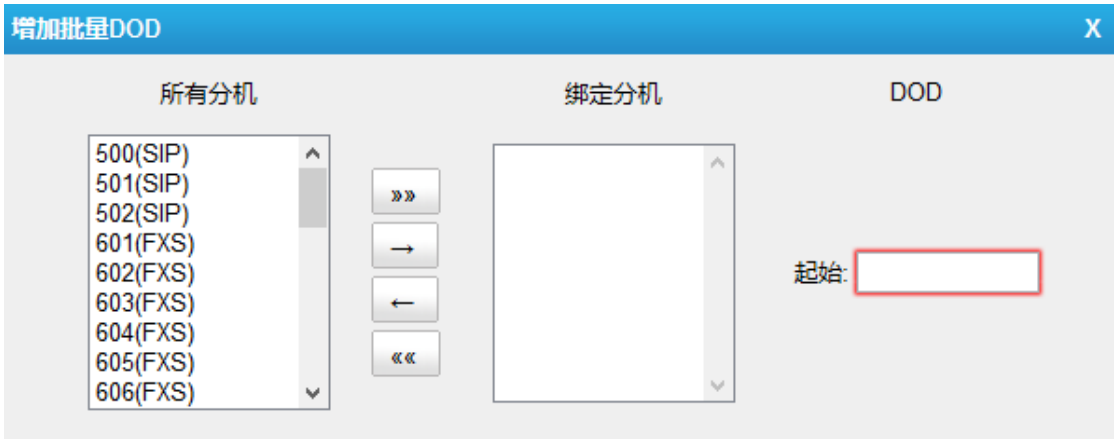 增加批量DOD X
所有分机 绑定分机 DOD
500(SIP)
501(SIP)
502(SIP)
601(FXS)
602(FXS)
603(FXS)
604(FXS)
605(FXS)
606(FXS)
»»
→
←
««
起始: